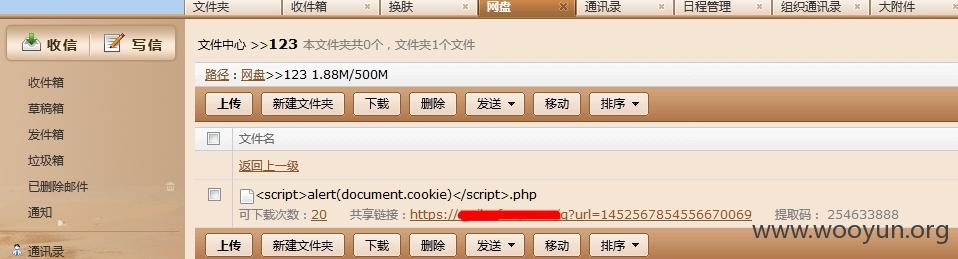 文件夹 收件箱 换肤 网盘 通讯录 日程管理 组织通讯录 大附件
收信 写信
收件箱
草稿箱
发件箱
垃圾箱
已删除邮件
通知
通讯录
文件中心 >>123 本文件夹共0个，文件夹1个文件
路径：网盘>>123 1.88M/500M
上传 新建文件夹 下载 删除 发送 移动 排序
文件名
返回上一级
<script>alert(document.cookie)</script>.php
可下载次数：20 共享链接：https:// q?url=1452567854556670069 提取码： 254633888
上传 新建文件夹 下载 删除 发送 移动 排序
www.wooyun.org